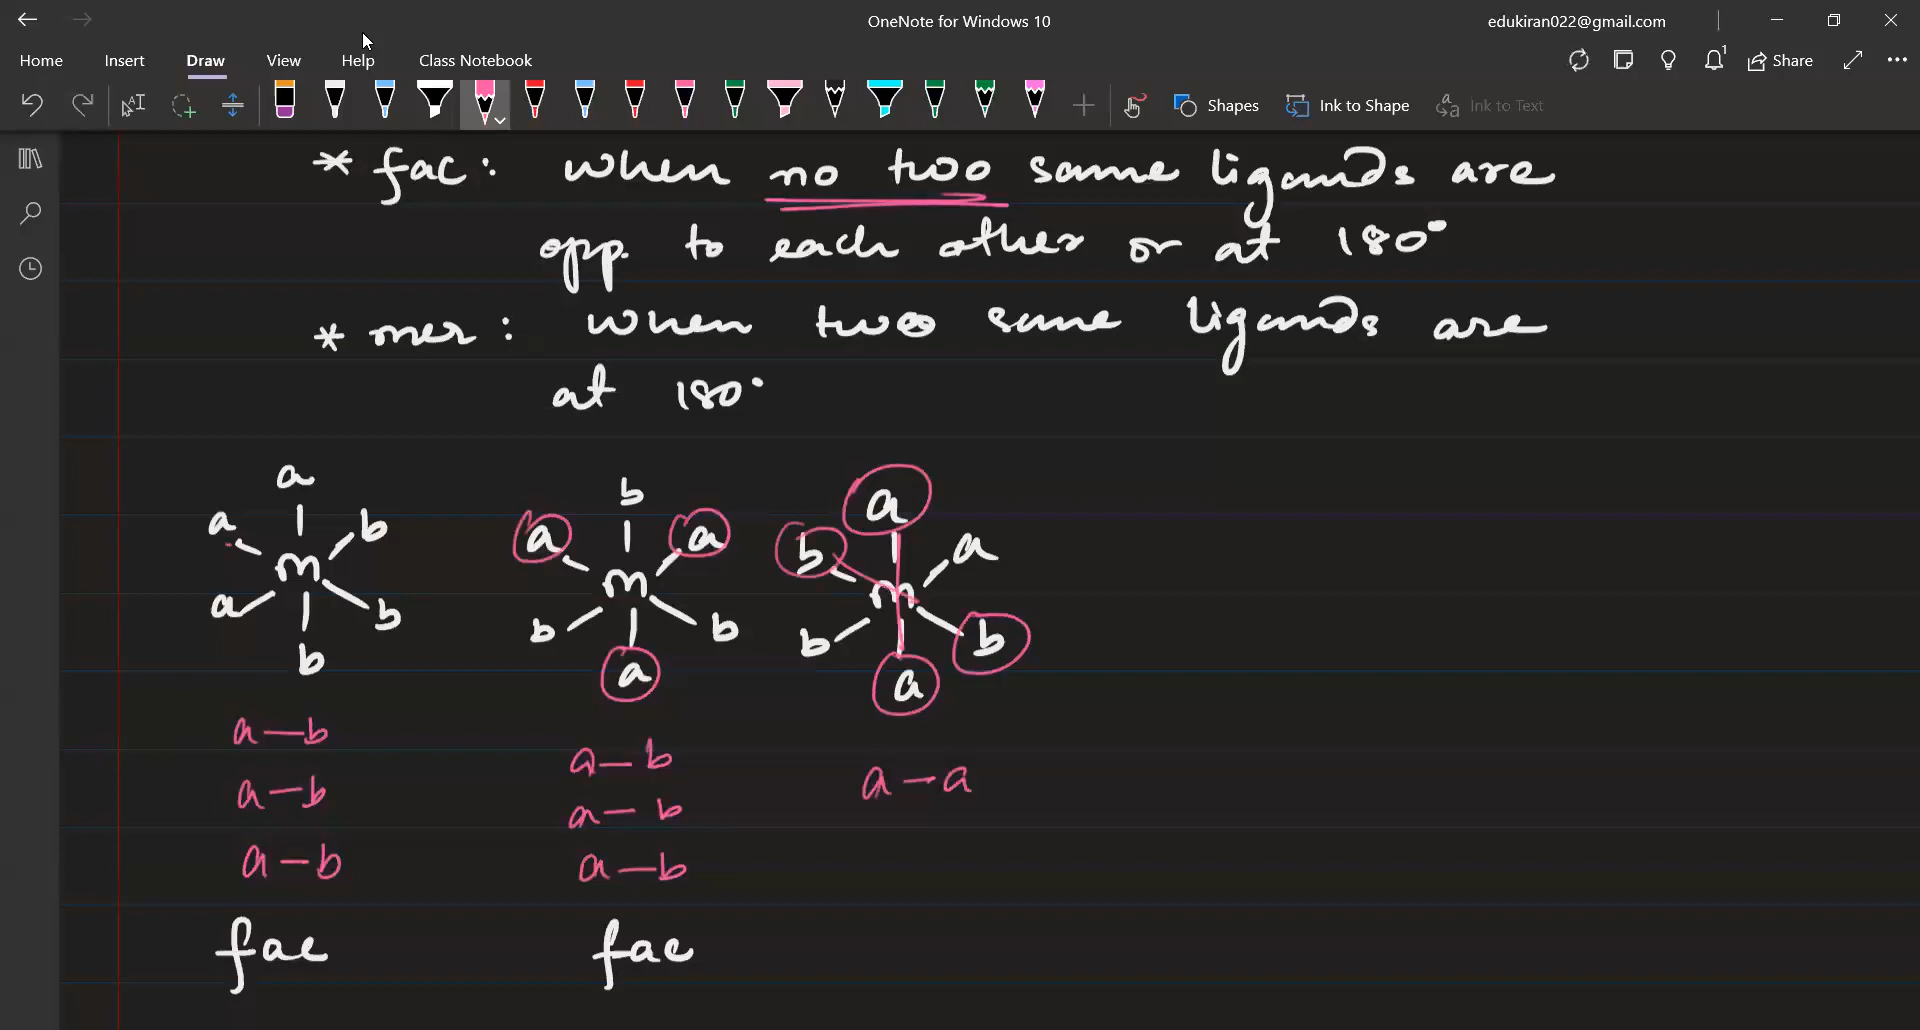 OneNote for Windows 10
edukiran022@gmail.com
Home Insert Draw View Help Class Notebook
1
Share
Shapes Ink to Shape Ink to Text
* fac: when no two same ligands are
opp. to each other or at 180°
* mer: when two same ligands are
at 180°
a
a b
m
a b
b
b
a a
m
b b
a
a
b a
m
b b
a
a — b
a — b
a — b
fac
a — b
a — b
a — b
fac
a — a